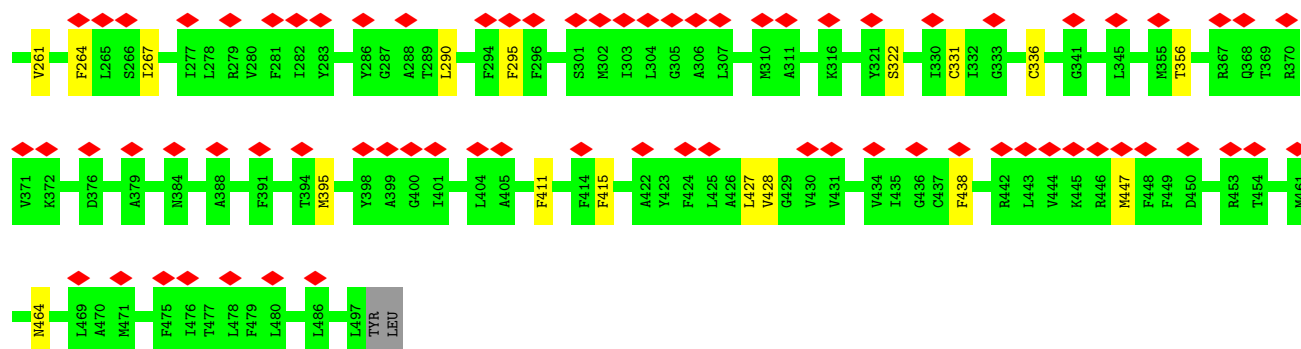 V261 F264 L265 S266 I267 I277 L278 R279 V280 F281 I282 Y283 Y286 G287 A288 T289 L290 F294 F295 F296 S301 M302 I303 L304 G305 A306 L307 M310 A311 K316 Y321 S322 I330 C331 I332 G333 C336 G341 L345 M355 T356 R367 Q368 T369 R370
V371 K372 D376 A379 N384 A388 F391 T394 M395 Y398 A399 G400 I401 L404 A405 F411 F414 F415 A422 Y423 F424 L425 A426 L427 V428 G429 V430 V431 V434 I435 G436 C437 F438 R442 L443 V444 K445 R446 M447 F448 F449 D450 R453 T454 M461
N464 L469 A470 M471 F475 I476 T477 L478 F479 L480 L486 L497 TYR LEU